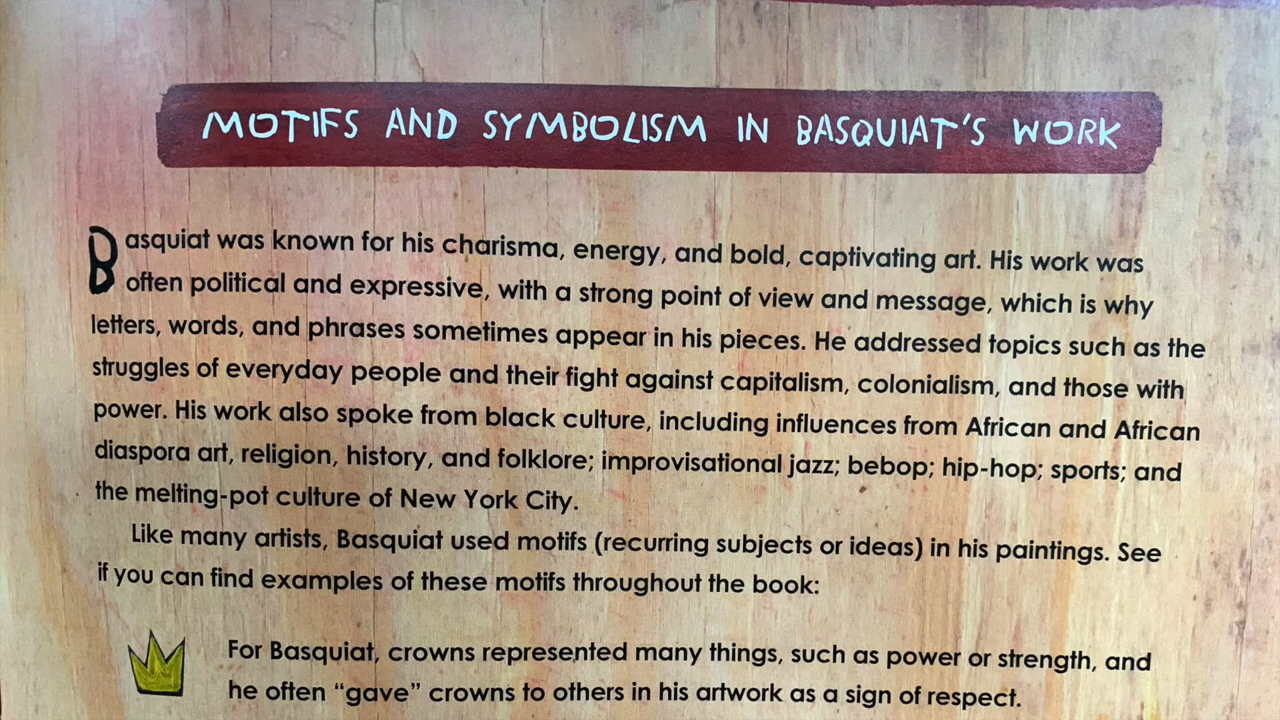 MOTIFS AND SYMBOLISM IN BASQUIAT'S WORK
Basquiat was known for his charisma, energy, and bold, captivating art. His work was
often political and expressive, with a strong point of view and message, which is why
letters, words, and phrases sometimes appear in his pieces. He addressed topics such as the
struggles of everyday people and their fight against capitalism, colonialism, and those with
power. His work also spoke from black culture, including influences from African and African
diaspora art, religion, history, and folklore; improvisational jazz; bebop; hip-hop; sports; and
the melting-pot culture of New York City.
Like many artists, Basquiat used motifs (recurring subjects or ideas) in his paintings. See
if you can find examples of these motifs throughout the book:
For Basquiat, crowns represented many things, such as power or strength, and
he often “gave” crowns to others in his artwork as a sign of respect.